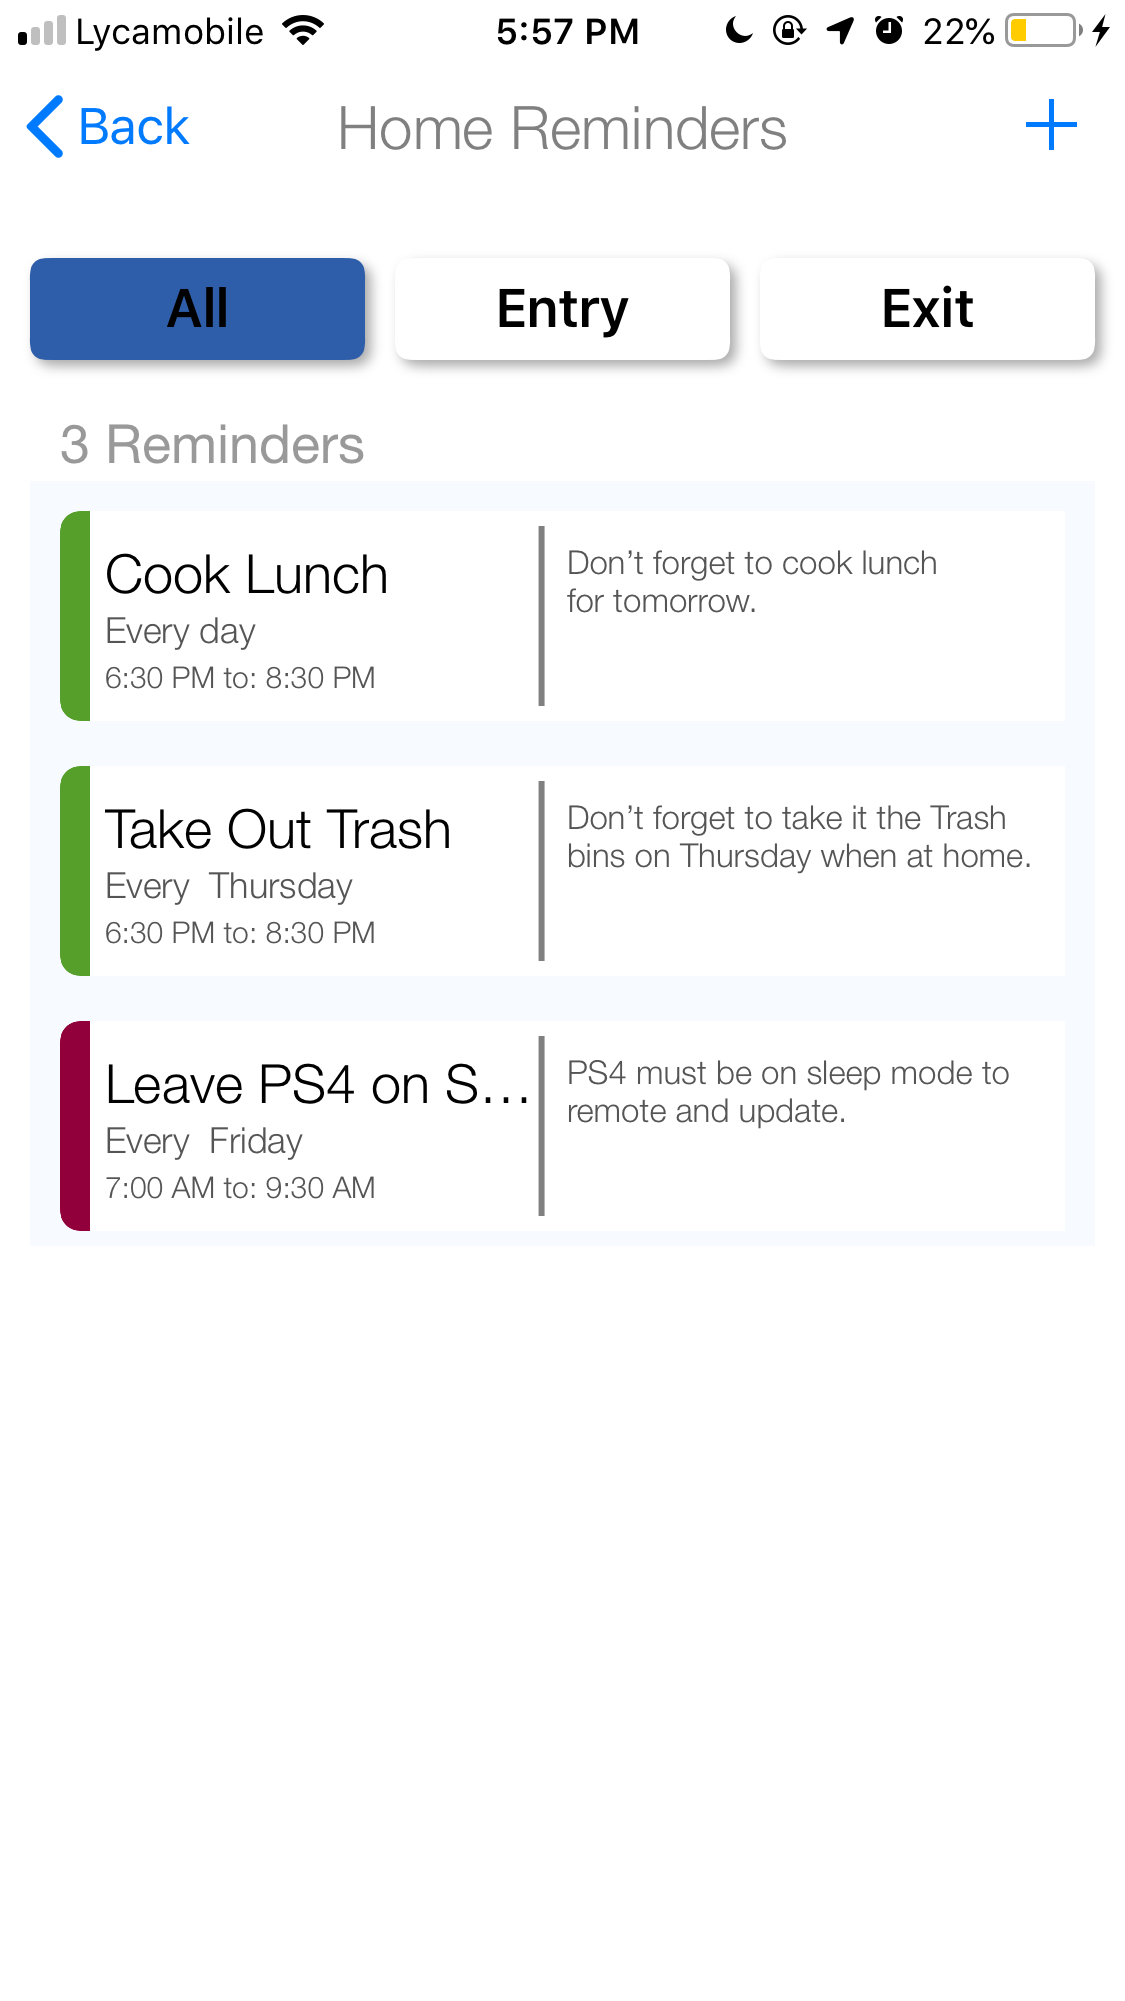 Lycamobile 5:57 PM 22%
Back Home Reminders
All Entry Exit
3 Reminders
Cook Lunch
Every day
6:30 PM to: 8:30 PM
Don’t forget to cook lunch
for tomorrow.
Take Out Trash
Every  Thursday
6:30 PM to: 8:30 PM
Don’t forget to take it the Trash
bins on Thursday when at home.
Leave PS4 on S...
Every  Friday
7:00 AM to: 9:30 AM
PS4 must be on sleep mode to
remote and update.